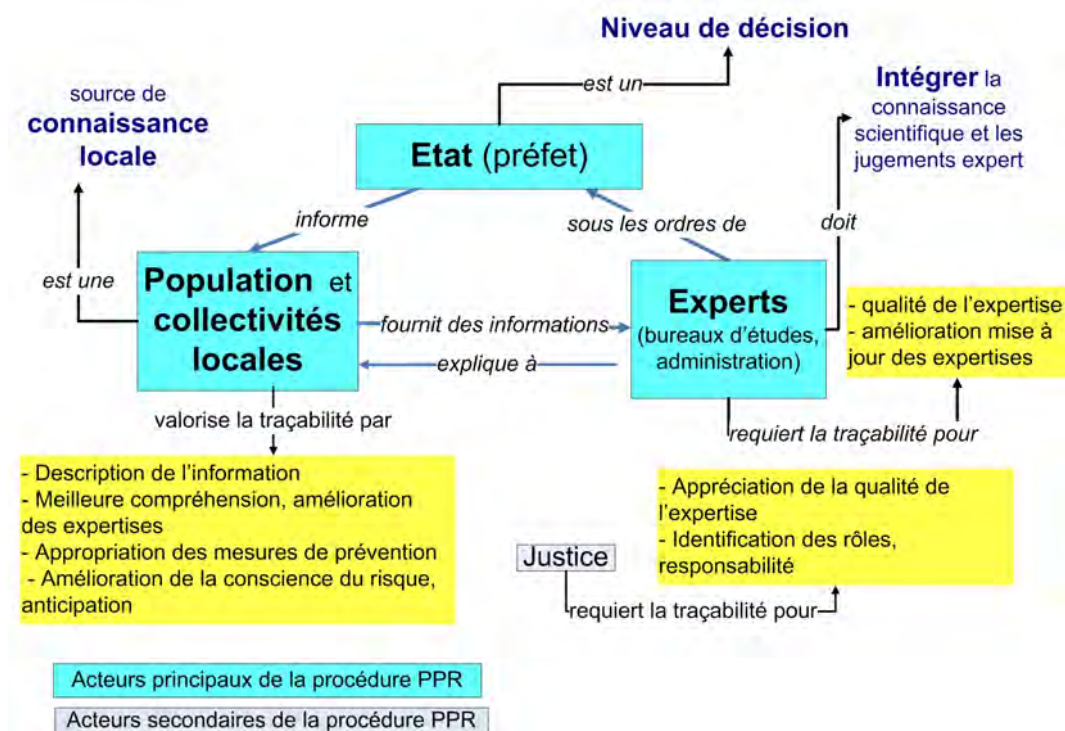 Niveau de décision
est un
Intégrer la
connaissance
scientifique et les
jugements expert
source de
connaissance
locale
Etat (préfet)
informe
sous les ordres de
doit
est une
Population et
collectivités
locales
fournit des informations
explique à
Experts
(bureaux d'études,
administration)
- qualité de l'expertise
- amélioration mise à
jour des expertises
valorise la traçabilité par
requiert la traçabilité pour
- Description de l'information
- Meilleure compréhension, amélioration
des expertises
- Appropriation des mesures de prévention
- Amélioration de la conscience du risque,
anticipation
- Appréciation de la qualité de
l'expertise
- Identification des rôles,
responsabilité
Justice
requiert la traçabilité pour
Acteurs principaux de la procédure PPR
Acteurs secondaires de la procédure PPR